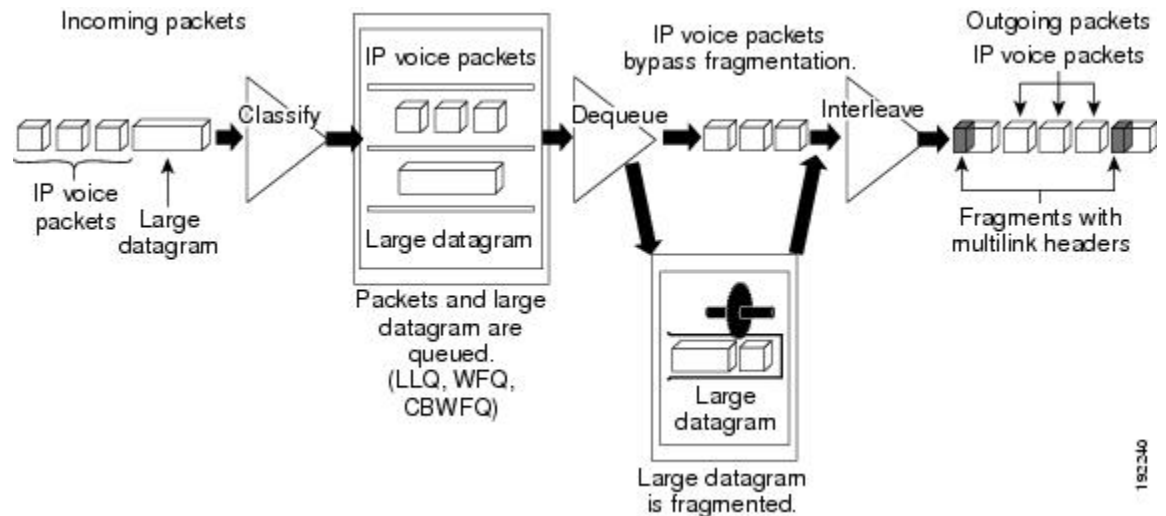 Incoming packets
IP voice
packets
Large
datagram
Classify
IP voice packets
Large datagram
Packets and large
datagram are
queued.
(LLQ, WFQ,
CBWFQ)
Dequeue
IP voice packets
bypass fragmentation.
Large
datagram
Large datagram
is fragmented.
Interleave
Outgoing packets
IP voice packets
Fragments with
multilink headers
192240